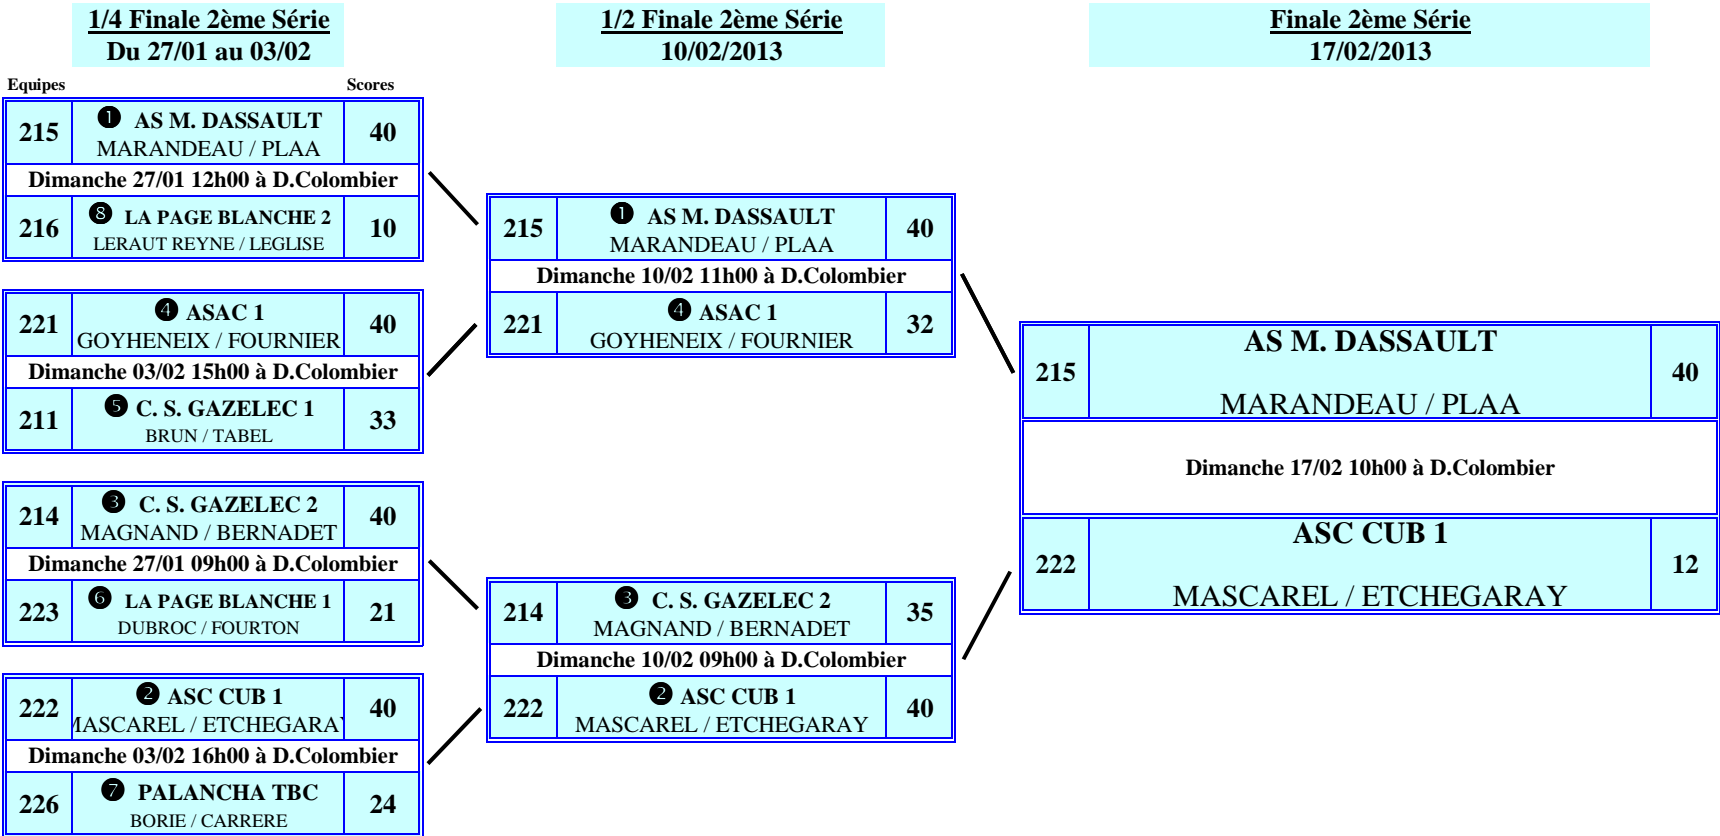 1/4 Finale 2ème Série
Du 27/01 au 03/02
1/2 Finale 2ème Série
10/02/2013
Finale 2ème Série
17/02/2013
Equipes
Scores
215
❶ AS M. DASSAULT
MARANDEAU / PLAA
40
Dimanche 27/01 12h00 à D.Colombier
216
❽ LA PAGE BLANCHE 2
LERAUT REYNE / LEGLISE
10
221
❹ ASAC 1
GOYHENEIX / FOURNIER
40
Dimanche 03/02 15h00 à D.Colombier
211
❺ C. S. GAZELEC 1
BRUN / TABEL
33
214
❸ C. S. GAZELEC 2
MAGNAND / BERNADET
40
Dimanche 27/01 09h00 à D.Colombier
223
❻ LA PAGE BLANCHE 1
DUBROC / FOURTON
21
222
❷ ASC CUB 1
MASCAREL / ETCHEGARAY
40
Dimanche 03/02 16h00 à D.Colombier
226
❼ PALANCHA TBC
BORIE / CARRERE
24
215
❶ AS M. DASSAULT
MARANDEAU / PLAA
40
Dimanche 10/02 11h00 à D.Colombier
221
❹ ASAC 1
GOYHENEIX / FOURNIER
32
214
❸ C. S. GAZELEC 2
MAGNAND / BERNADET
35
Dimanche 10/02 09h00 à D.Colombier
222
❷ ASC CUB 1
MASCAREL / ETCHEGARAY
40
215
AS M. DASSAULT
MARANDEAU / PLAA
40
Dimanche 17/02 10h00 à D.Colombier
222
ASC CUB 1
MASCAREL / ETCHEGARAY
12